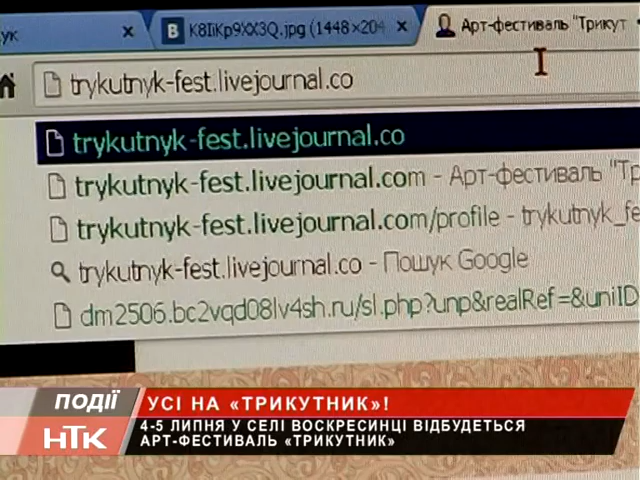 ук
K8IiKp9XX3Q.jpg (1448×204
Арт-фестиваль "Трикут
trykutnyk-fest.livejournal.co
trykutnyk-fest.livejournal.co
trykutnyk-fest.livejournal.com - Арт-фестиваль "Тр
trykutnyk-fest.livejournal.com/profile - trykutnyk_fe
trykutnyk-fest.livejournal.co - Пошук Google
dm2506.bc2vqd08lv4sh.ru/sl.php?unp&realRef=&uniID
ПОДІЇ
НТК
УСІ НА «ТРИКУТНИК»!
4-5 ЛИПНЯ У СЕЛІ ВОСКРЕСИНЦІ ВІДБУДЕТЬСЯ
АРТ-ФЕСТИВАЛЬ «ТРИКУТНИК»